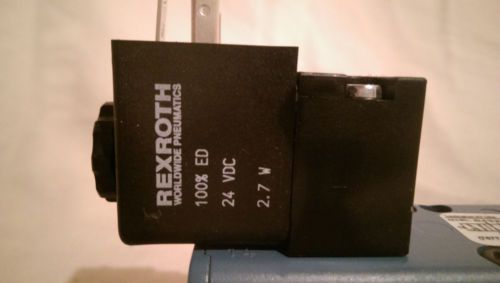 REXROTH
WORLDWIDE PNEUMATICS
100% ED
24 VDC
2.7 W